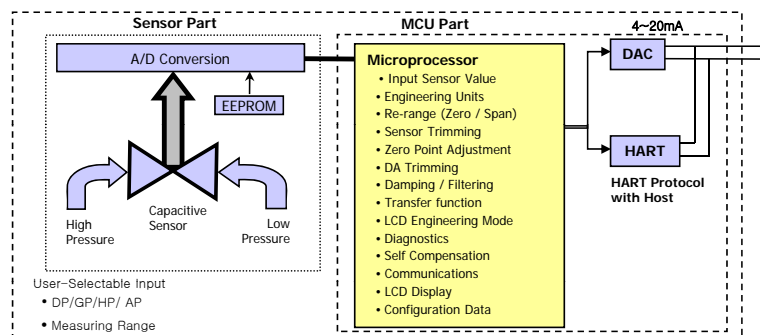 Sensor Part
A/D Conversion
EEPROM
High
Pressure
Capacitive
Sensor
Low
Pressure
User-Selectable Input
• DP/GP/HP/ AP
• Measuring Range
MCU Part
Microprocessor
• Input Sensor Value
• Engineering Units
• Re-range (Zero / Span)
• Sensor Trimming
• Zero Point Adjustment
• DA Trimming
• Damping / Filtering
• Transfer function
• LCD Engineering Mode
• Diagnostics
• Self Compensation
• Communications
• LCD Display
• Configuration Data
4~20mA
DAC
HART
HART Protocol
with Host